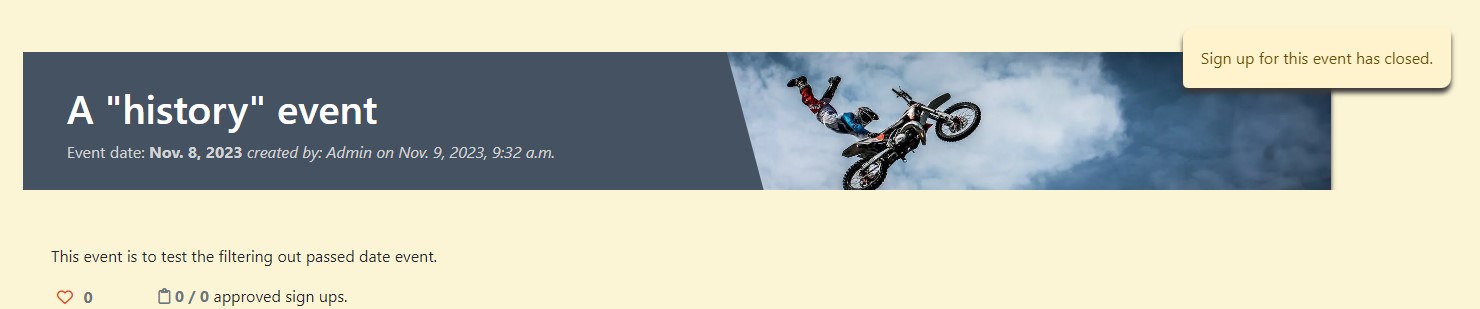 Sign up for this event has closed.
A "history" event
Event date: Nov. 8, 2023 created by: Admin on Nov. 9, 2023, 9:32 a.m.
This event is to test the filtering out passed date event.
0
0 / 0 approved sign ups.